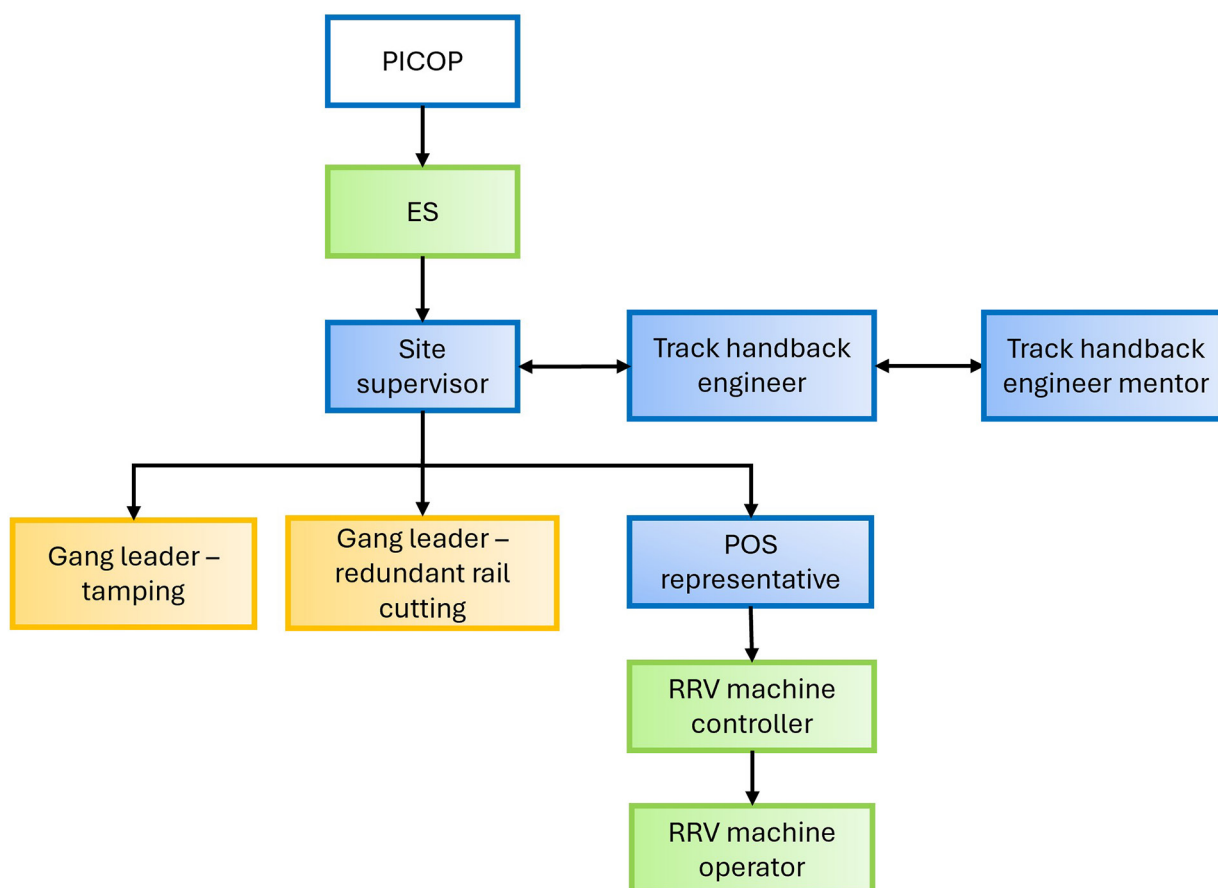 PICOP
ES
Site
supervisor
Track handback
engineer
Track handback
engineer mentor
Gang leader –
tamping
Gang leader –
redundant rail
cutting
POS
representative
RRV machine
controller
RRV machine
operator